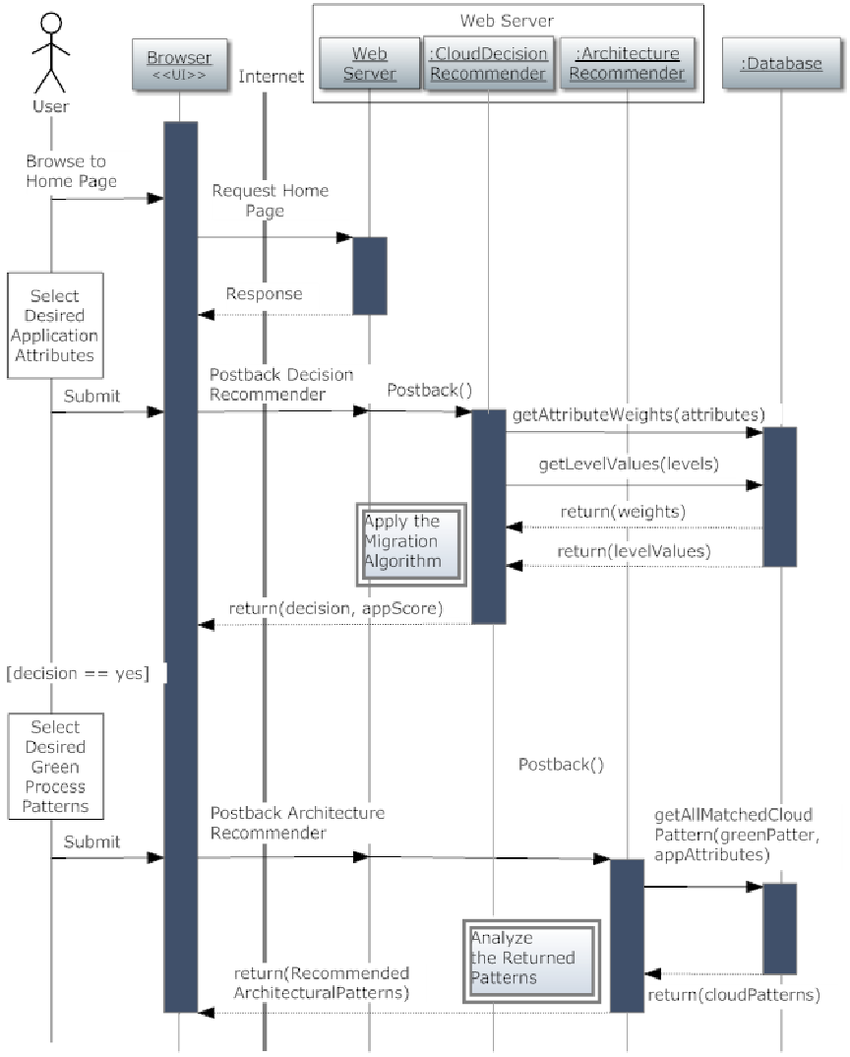 Web Server
Browser
<<UI>>
Internet
Web
Server
:CloudDecision
Recommender
:Architecture
Recommender
:Database
User
Browse to
Home Page
Request Home
Page
Response
Select
Desired
Application
Attributes
Submit
Postback Decision
Recommender
Postback()
getAttributeWeights(attributes)
getLevelValues(levels)
return(weights)
return(levelValues)
Apply the
Migration
Algorithm
return(decision, appScore)
[decision == yes]
Select
Desired
Green
Process
Patterns
Submit
Postback Architecture
Recommender
Postback()
getAllMatchedCloud
Pattern(greenPatter,
appAttributes)
Analyze
the Returned
Patterns
return(Recommended
ArchitecturalPatterns)
return(cloudPatterns)